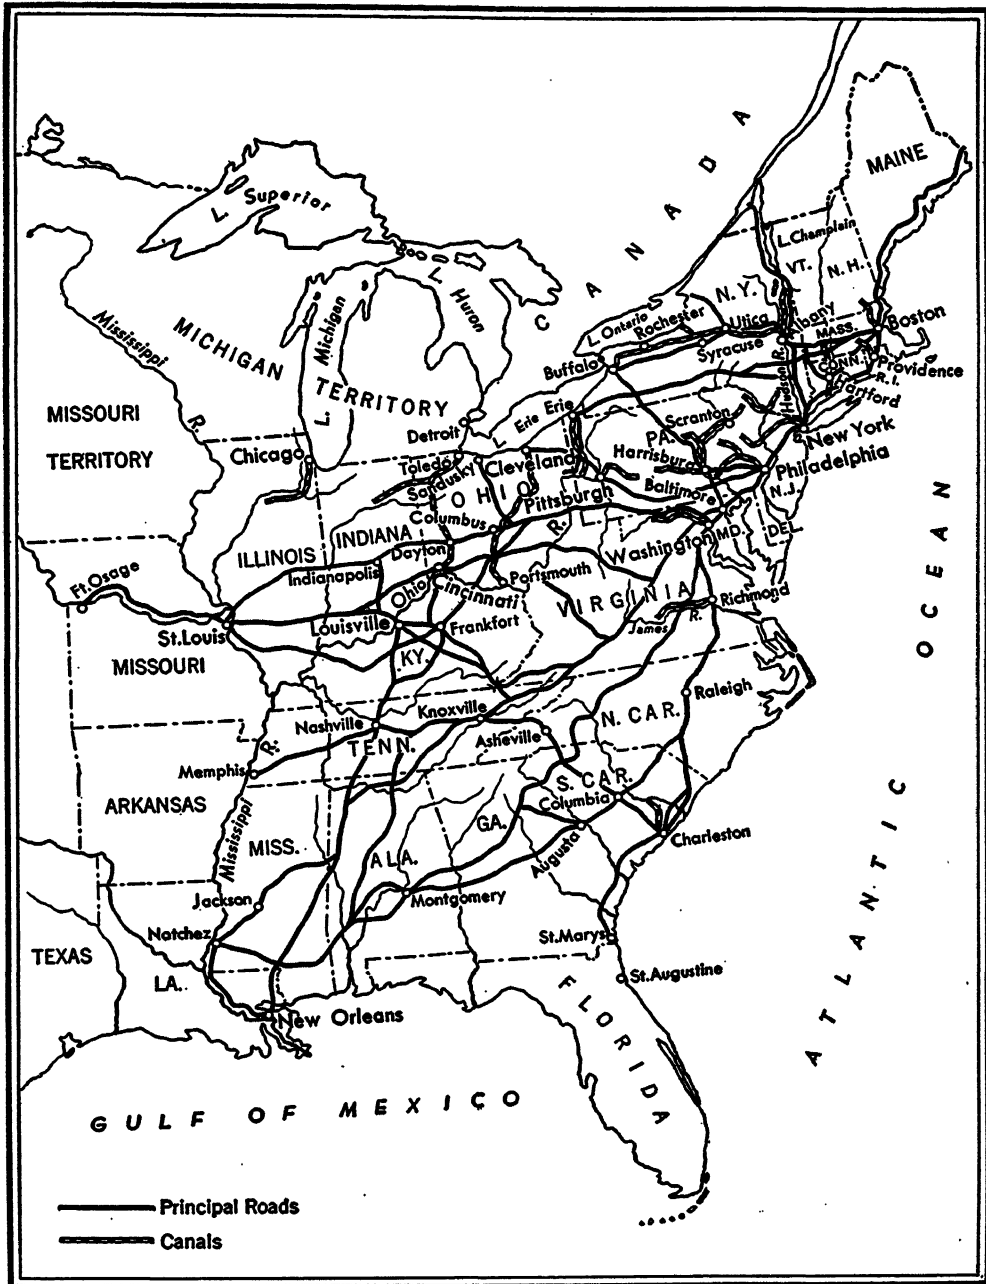 CANADA
MAINE
L. Superior
L. Champlain
VT.
N. H.
L. Huron
N.Y.
Mississippi R.
MICHIGAN TERRITORY
L. Michigan
L. Ontario
Rochester
Utica
Albany
MASS.
Boston
Syracuse
Buffalo
Hudson R.
CONN.
Providence
R. I.
Hartford
MISSOURI
TERRITORY
L. Erie
Erie
Scranton
New York
Detroit
PA.
Chicago
Toledo
Sandusky
Cleveland
Harrisburg
Philadelphia
OHIO
Pittsburgh
Baltimore
N.J.
Columbus
INDIANA
ILLINOIS
Dayton
Washington
MD.
DEL.
Indianapolis
Ft. Osage
Ohio R.
Cincinnati
Portsmouth
VIRGINIA
Richmond
St. Louis
Louisville
Frankfort
James R.
MISSOURI
KY.
Raleigh
Nashville
Knoxville
N. CAR.
Asheville
TENN.
R.
Memphis
S. CAR.
ARKANSAS
Columbia
Mississippi
GA.
MISS.
ALA.
Augusta
Charleston
Jackson
Montgomery
Natchez
St. Marys
TEXAS
LA.
St. Augustine
New Orleans
FLORIDA
ATLANTIC OCEAN
GULF OF MEXICO
Principal Roads
Canals